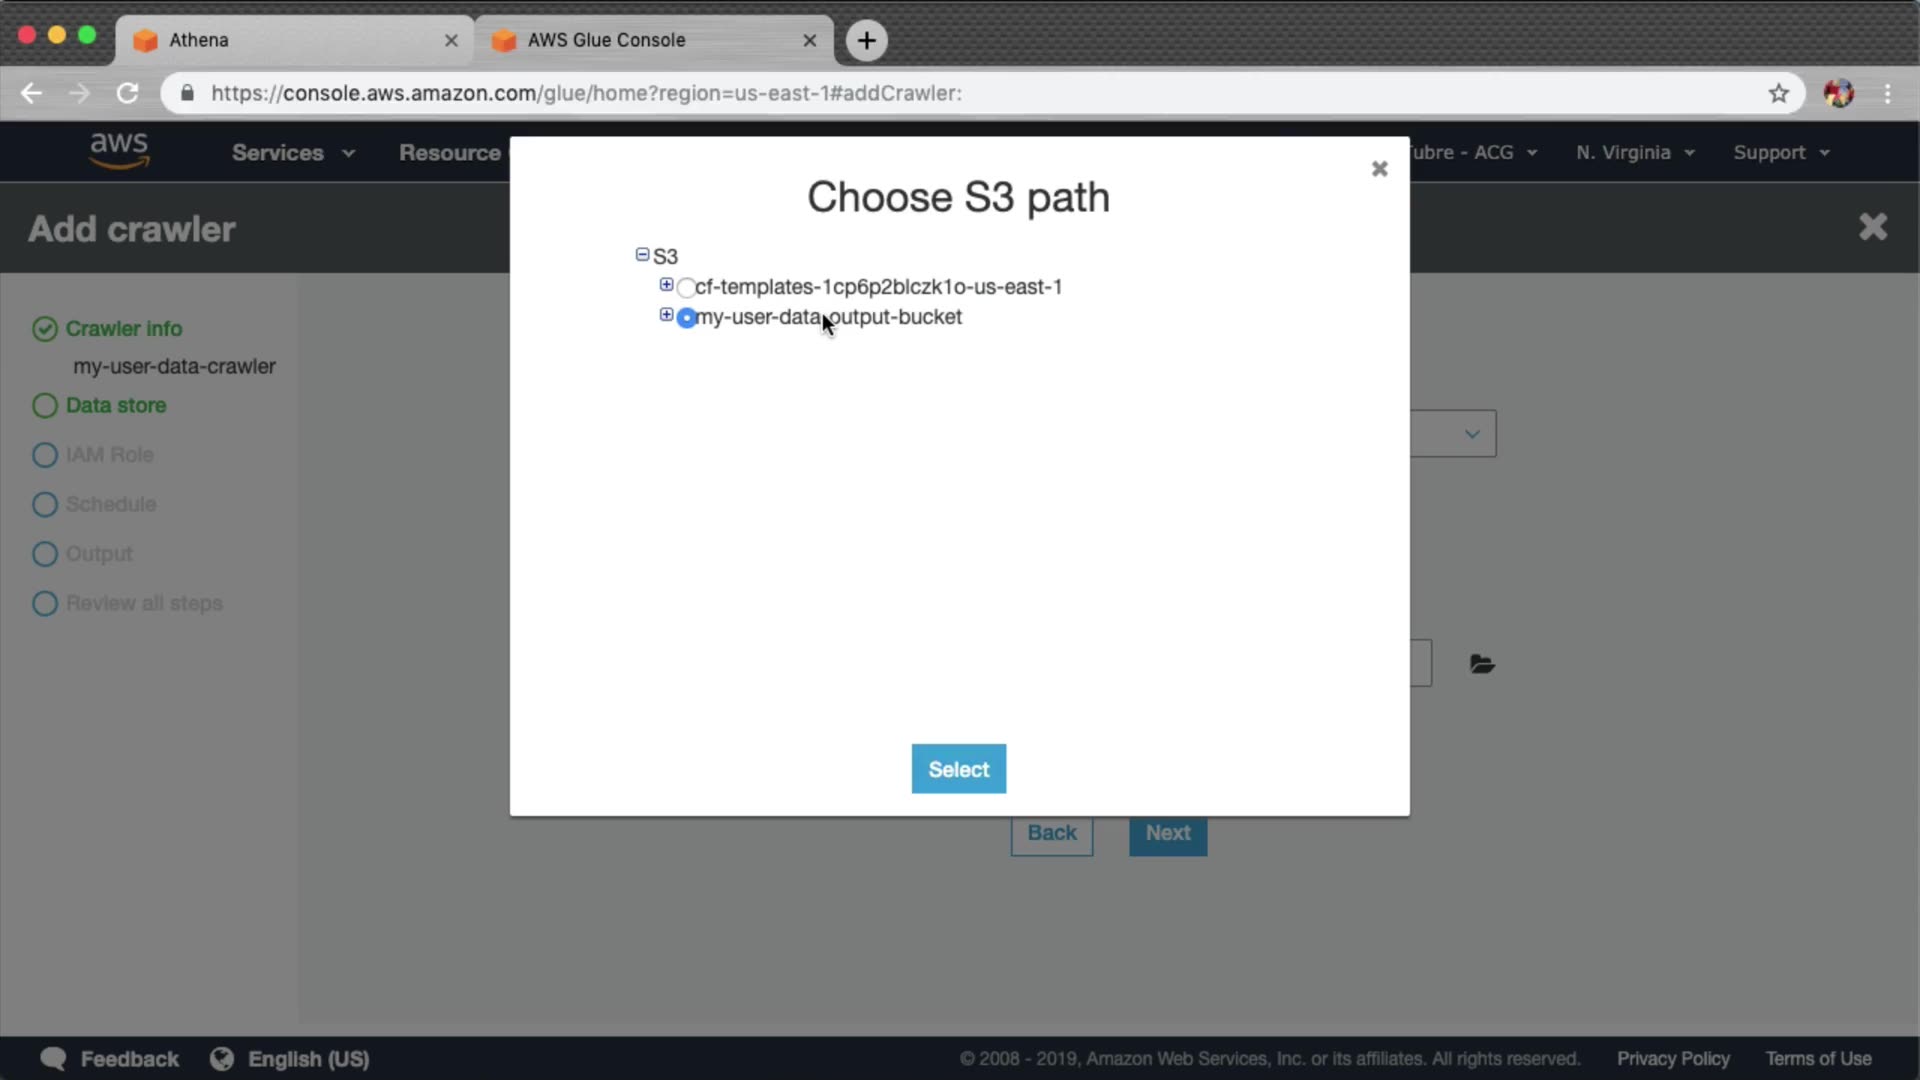 Athena
AWS Glue Console
https://console.aws.amazon.com/glue/home?region=us-east-1#addCrawler:
aws
Services
Resource
ubre - ACG
N. Virginia
Support
Add crawler
Choose S3 path
S3
cf-templates-1cp6p2blczk1o-us-east-1
my-user-data-output-bucket
Crawler info
my-user-data-crawler
Data store
IAM Role
Schedule
Output
Review all steps
Select
Back
Next
Feedback
English (US)
© 2008 - 2019, Amazon Web Services, Inc. or its affiliates. All rights reserved.
Privacy Policy
Terms of Use